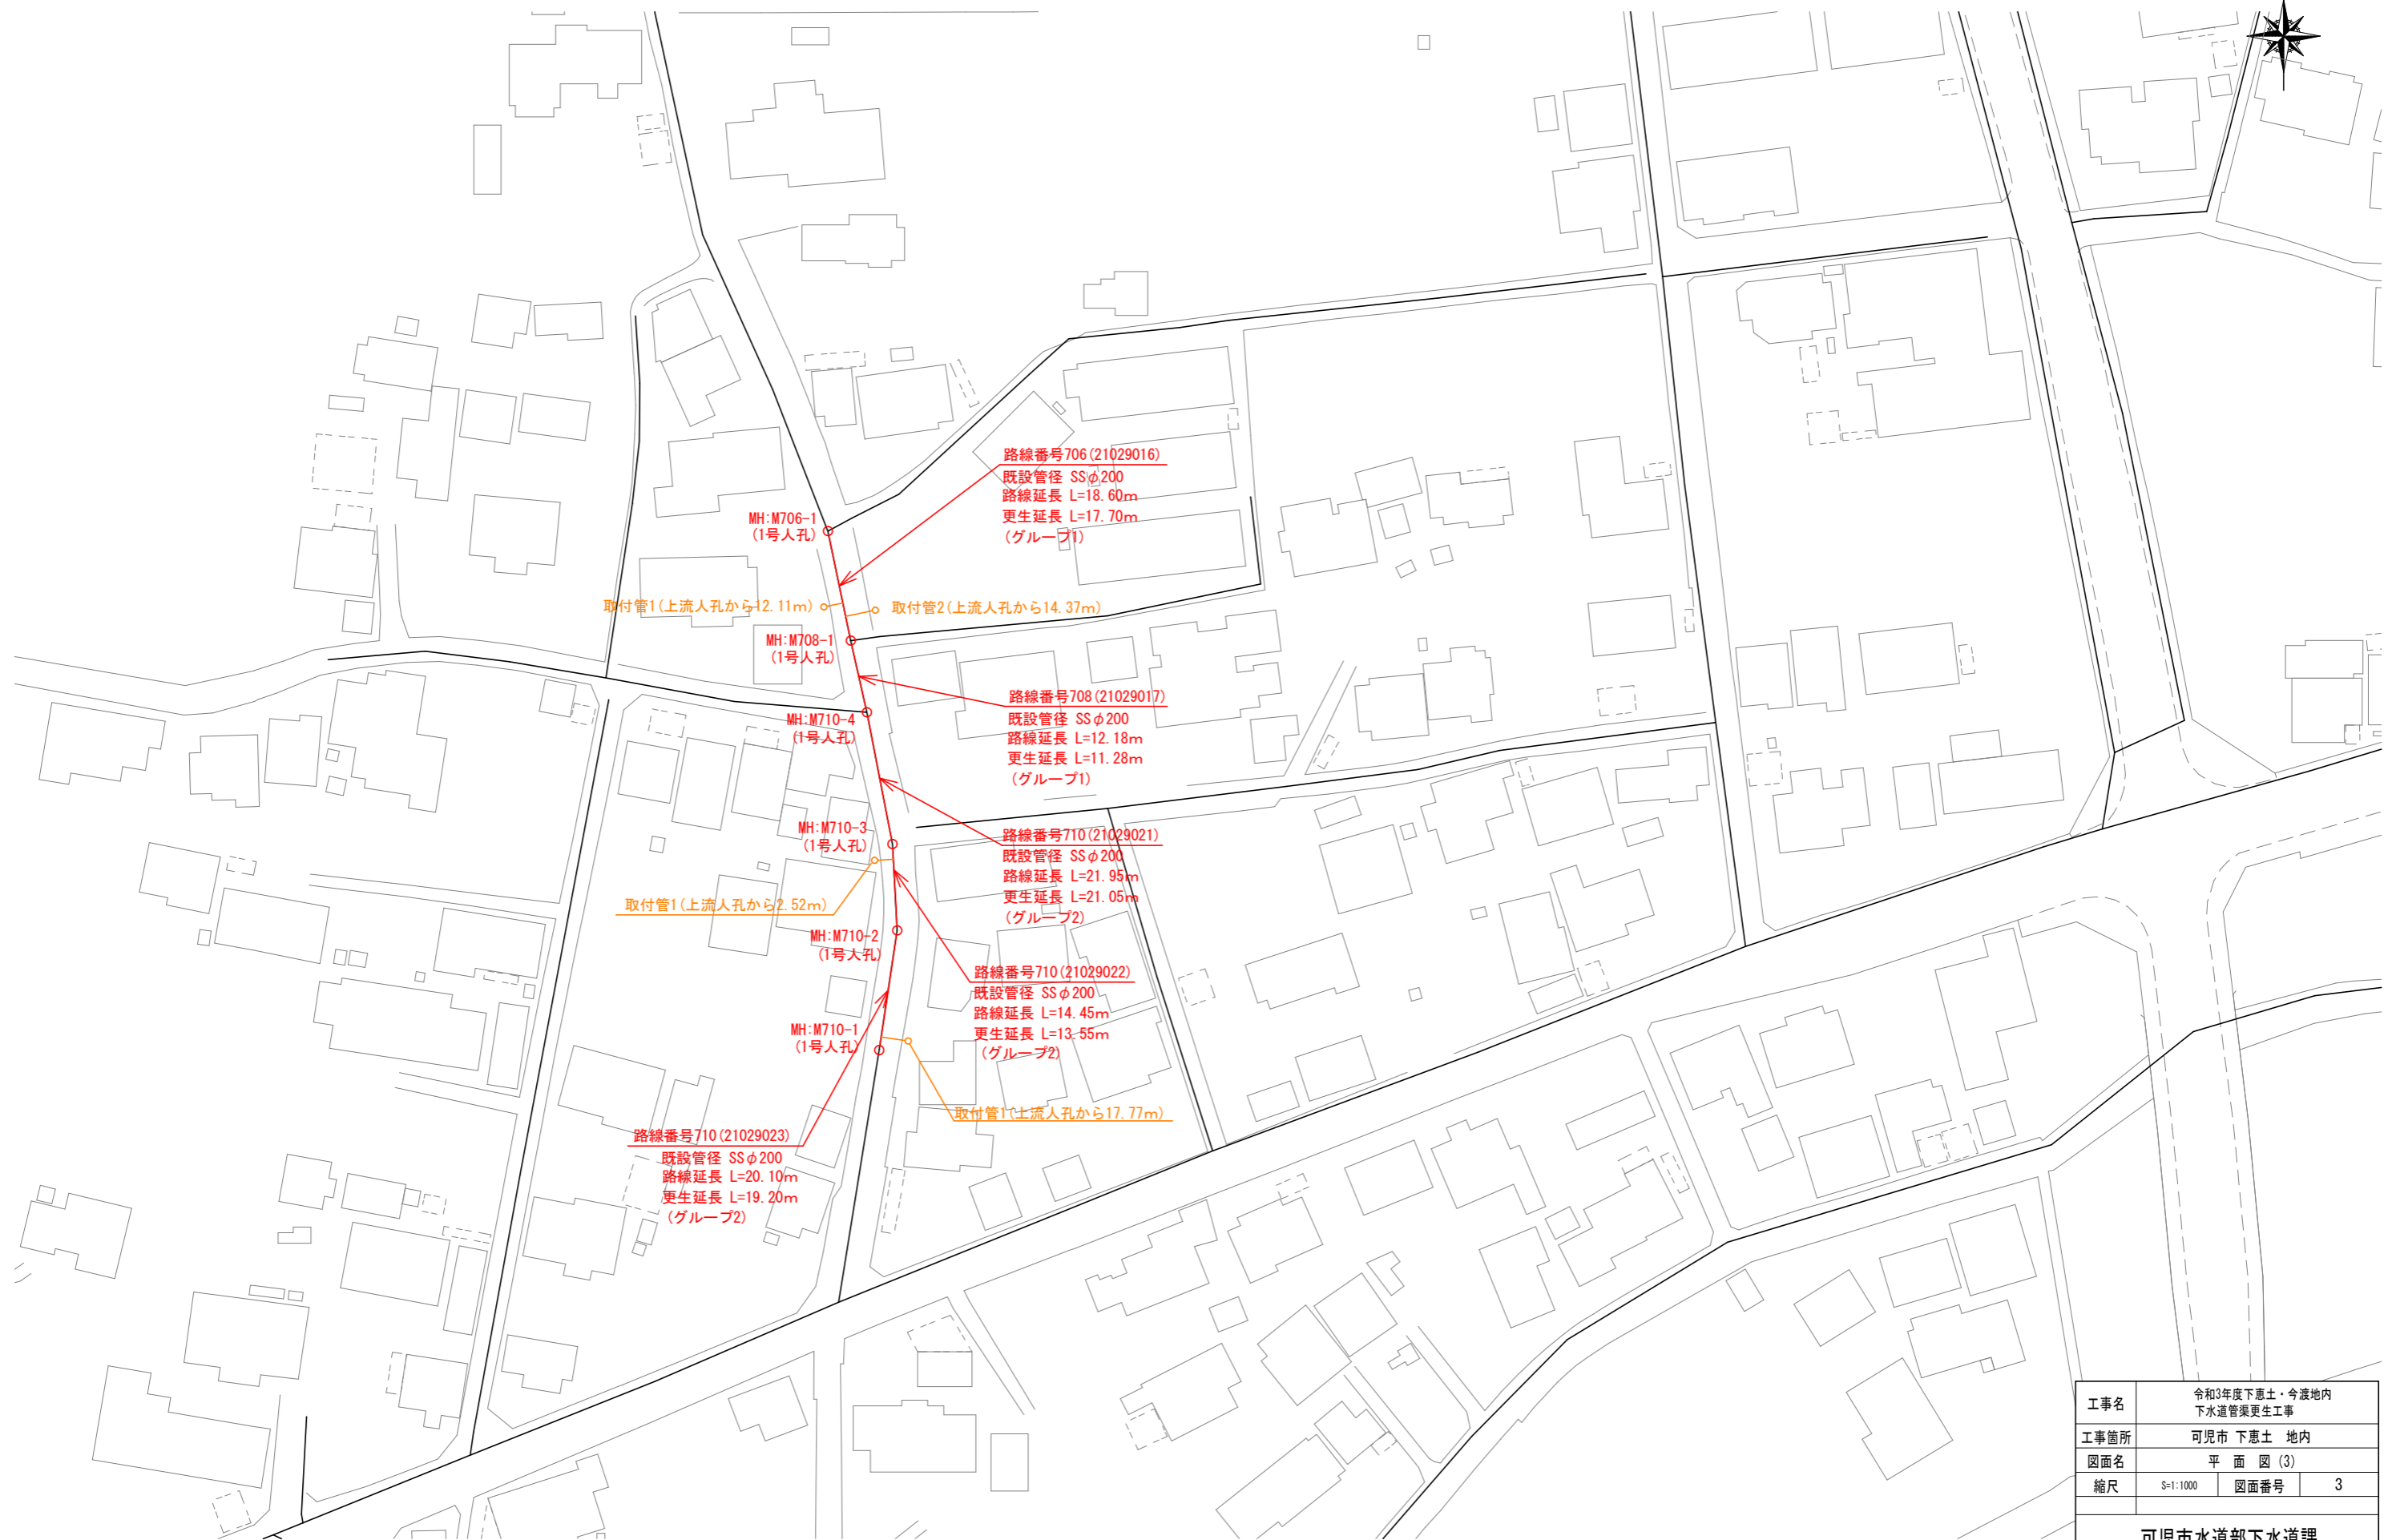 路線番号706(21029016)
既設管径 SSφ200
路線延長 L=18.60m
更生延長 L=17.70m
(グループ1)
MH:M706-1
(1号人孔)
取付管1(上流人孔から12.11m)
取付管2(上流人孔から14.37m)
MH:M708-1
(1号人孔)
路線番号708(21029017)
既設管径 SSφ200
路線延長 L=12.18m
更生延長 L=11.28m
(グループ1)
MH:M710-4
(1号人孔)
MH:M710-3
(1号人孔)
路線番号710(21029021)
既設管径 SSφ200
路線延長 L=21.95m
更生延長 L=21.05m
(グループ2)
取付管1(上流人孔から2.52m)
MH:M710-2
(1号人孔)
路線番号710(21029022)
既設管径 SSφ200
路線延長 L=14.45m
更生延長 L=13.55m
(グループ2)
MH:M710-1
(1号人孔)
取付管1(上流人孔から17.77m)
路線番号710(21029023)
既設管径 SSφ200
路線延長 L=20.10m
更生延長 L=19.20m
(グループ2)
工事名 令和3年度下恵土・今渡地内
下水道管渠更生工事
工事箇所 可児市 下恵土 地内
図面名 平 面 図 (3)
縮尺 S=1:1000 図面番号 3
可児市水道部下水道課